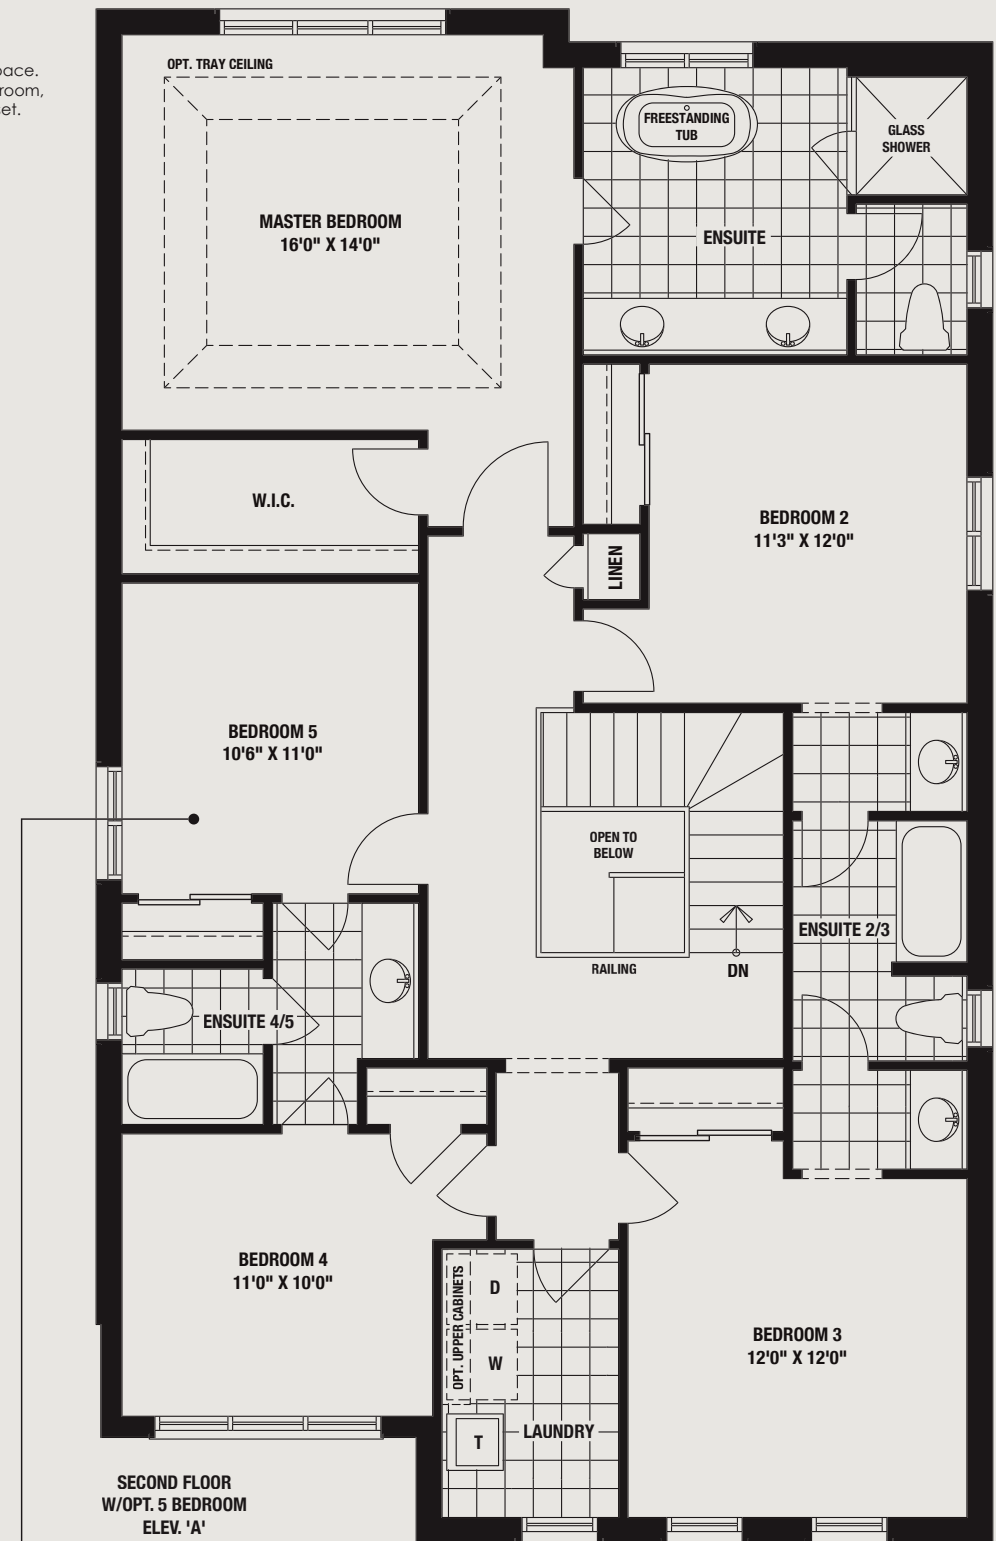 OPT. TRAY CEILING
room,
FREESTANDING
TUB
GLASS
SHOWER
MASTER BEDROOM
16'0" X 14'0"
ENSUITE
W.I.C.
BEDROOM 2
11'3" X 12'0"
LINEN
BEDROOM 5
10'6" X 11'0"
OPEN TO
BELOW
ENSUITE 2/3
RAILING
DN
ENSUITE 4/5
BEDROOM 4
11'0" X 10'0"
OPT. UPPER CABINETS
D
W
BEDROOM 3
12'0" X 12'0"
T
LAUNDRY
SECOND FLOOR
W/OPT. 5 BEDROOM
ELEV. 'A'